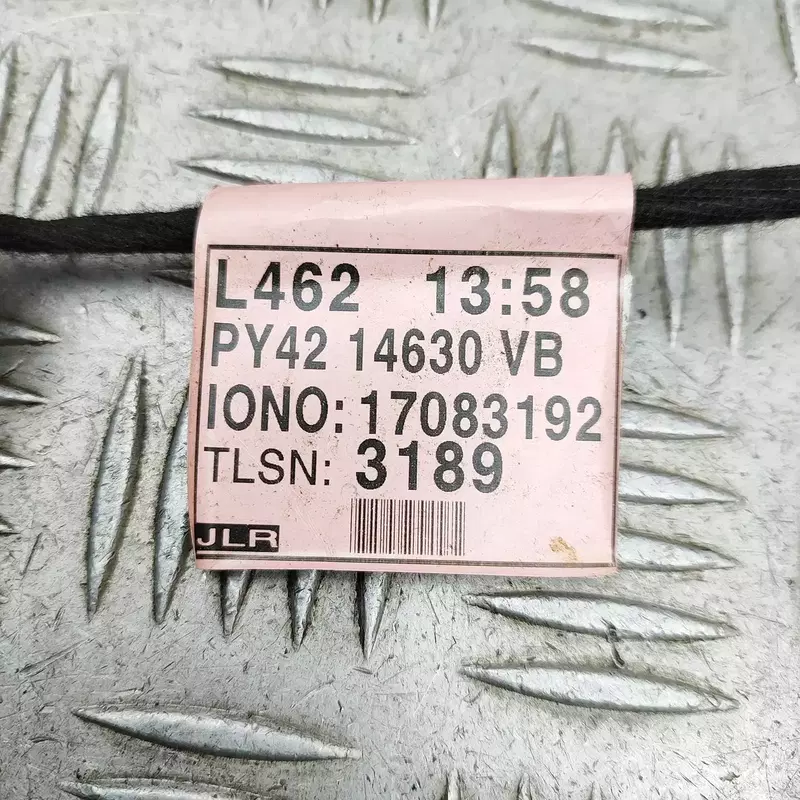 L462 13:58
PY42 14630 VB
IONO: 17083192
TLSN: 3189
JLR